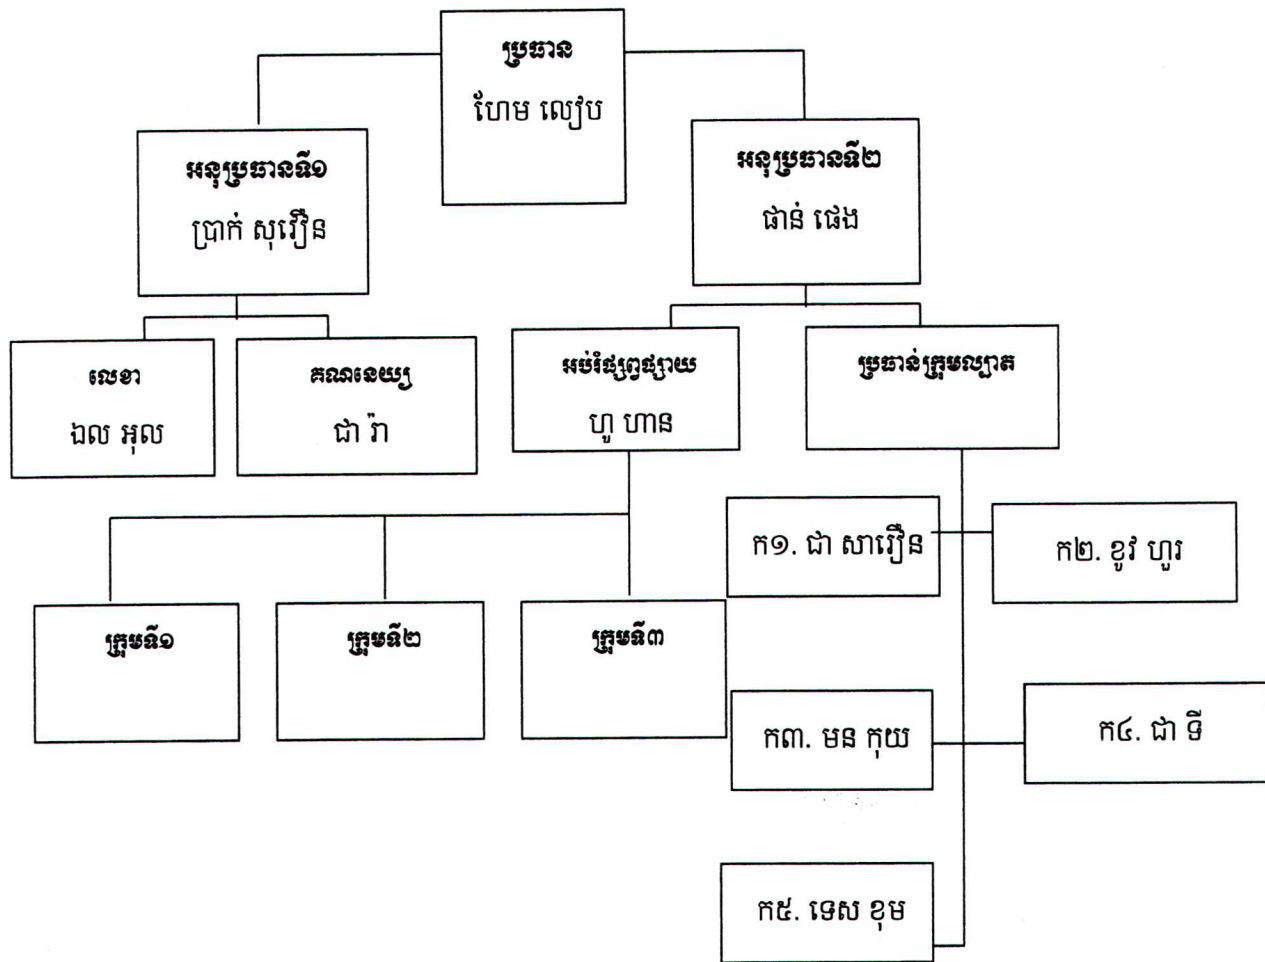 ប្រធាន
ហែម លៀប
អនុប្រធានទី១
ប្រាក់ សុវឿន
អនុប្រធានទី២
ផាន់ ផេង
លេខា
ឯល អុល
គណនេយ្យ
ជា រ៉ា
អប់រំផ្សព្វផ្សាយ
ហូ ហាន
ប្រធាន់ក្រុមល្បាត
ក១. ជា សារឿន
ក២. ខូវ ហួរ
ក្រុមទី១
ក្រុមទី២
ក្រុមទី៣
ក៣. មន កុយ
ក៤. ជា ទី
ក៥. ទេស ខុម